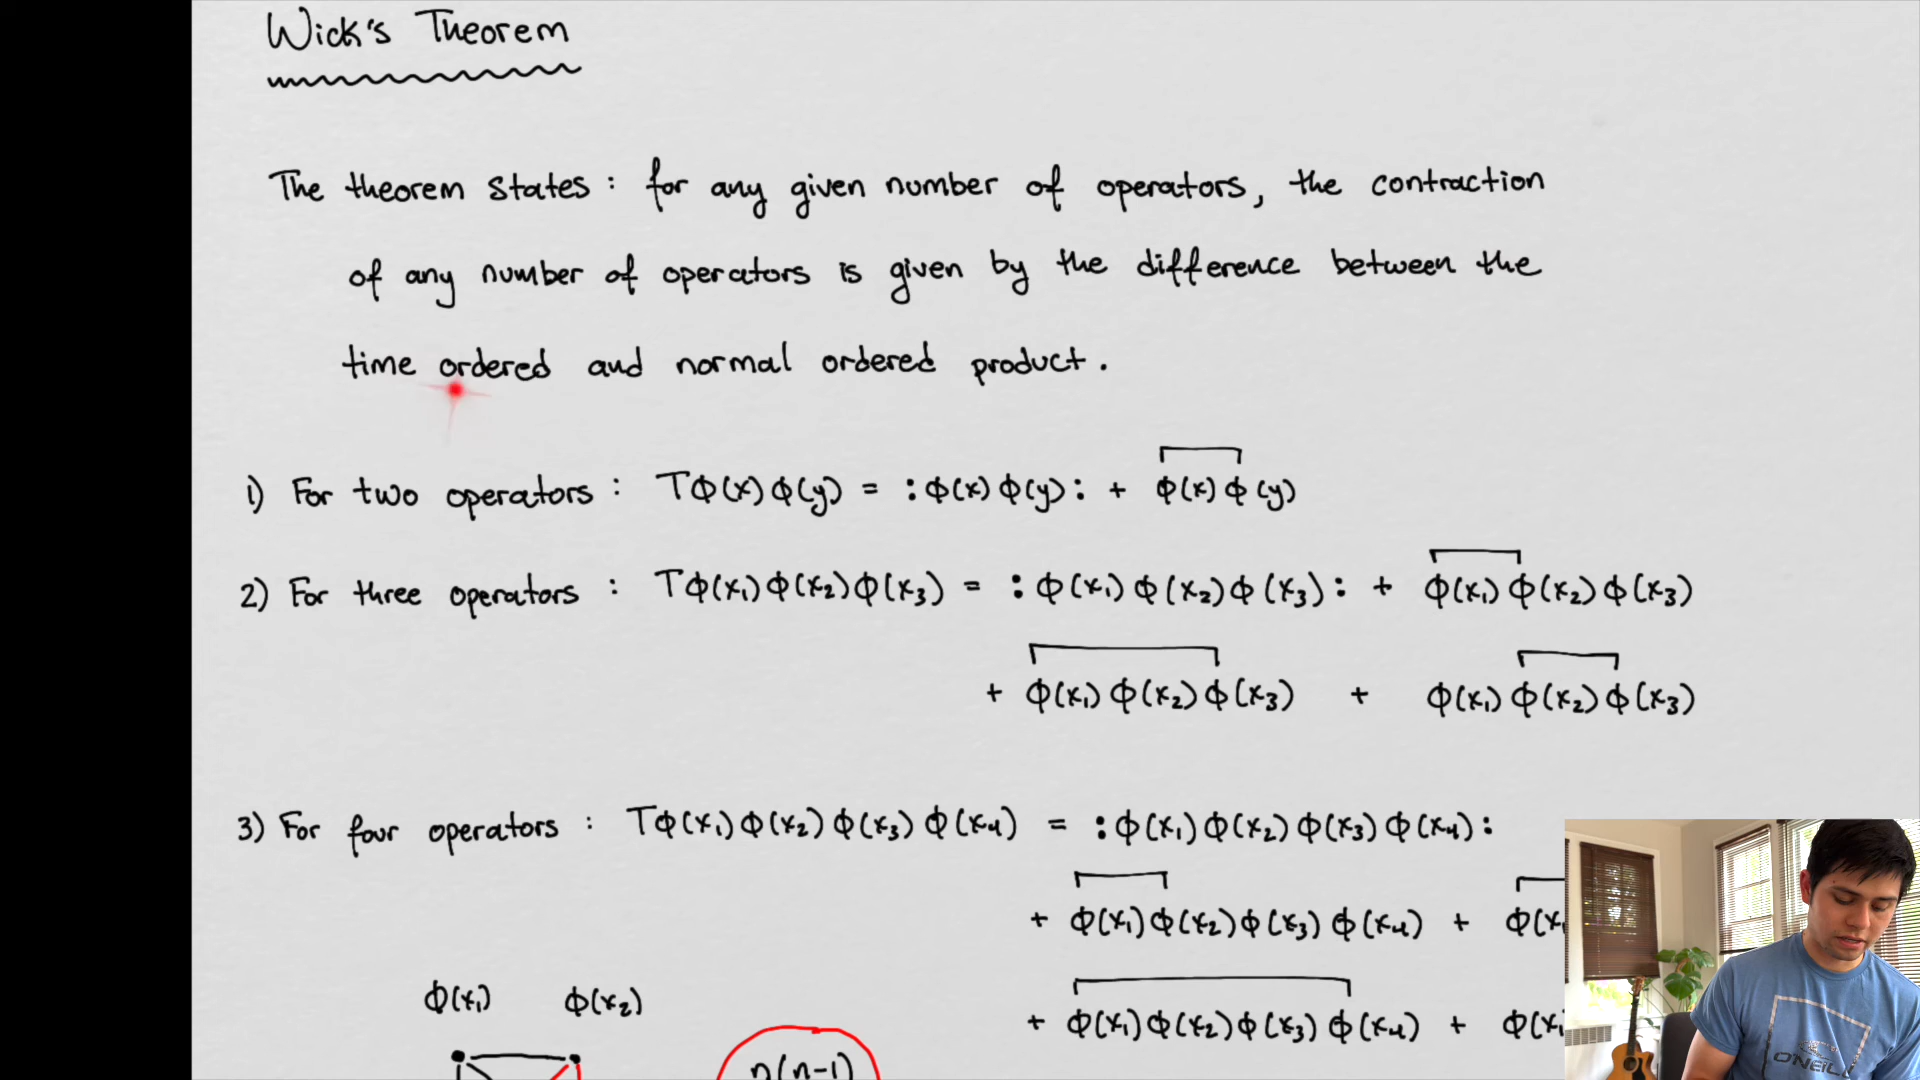 Wick's Theorem
The theorem states : for any given number of operators, the contraction
of any number of operators is given by the difference between the
time ordered and normal ordered product.
1) For two operators : Tϕ(x)ϕ(y) = :ϕ(x)ϕ(y): + ϕ(x)ϕ(y)
2) For three operators : Tϕ(x₁)ϕ(x₂)ϕ(x₃) = :ϕ(x₁)ϕ(x₂)ϕ(x₃): + ϕ(x₁)ϕ(x₂)ϕ(x₃)
+ ϕ(x₁)ϕ(x₂)ϕ(x₃) + ϕ(x₁)ϕ(x₂)ϕ(x₃)
3) For four operators : Tϕ(x₁)ϕ(x₂)ϕ(x₃)ϕ(x₄) = :ϕ(x₁)ϕ(x₂)ϕ(x₃)ϕ(x₄):
+ ϕ(x₁)ϕ(x₂)ϕ(x₃)ϕ(x₄) + ϕ(x
ϕ(x₁) ϕ(x₂)
+ ϕ(x₁)ϕ(x₂)ϕ(x₃)ϕ(x₄) + ϕ(x
n(n-1)
O'NEILL